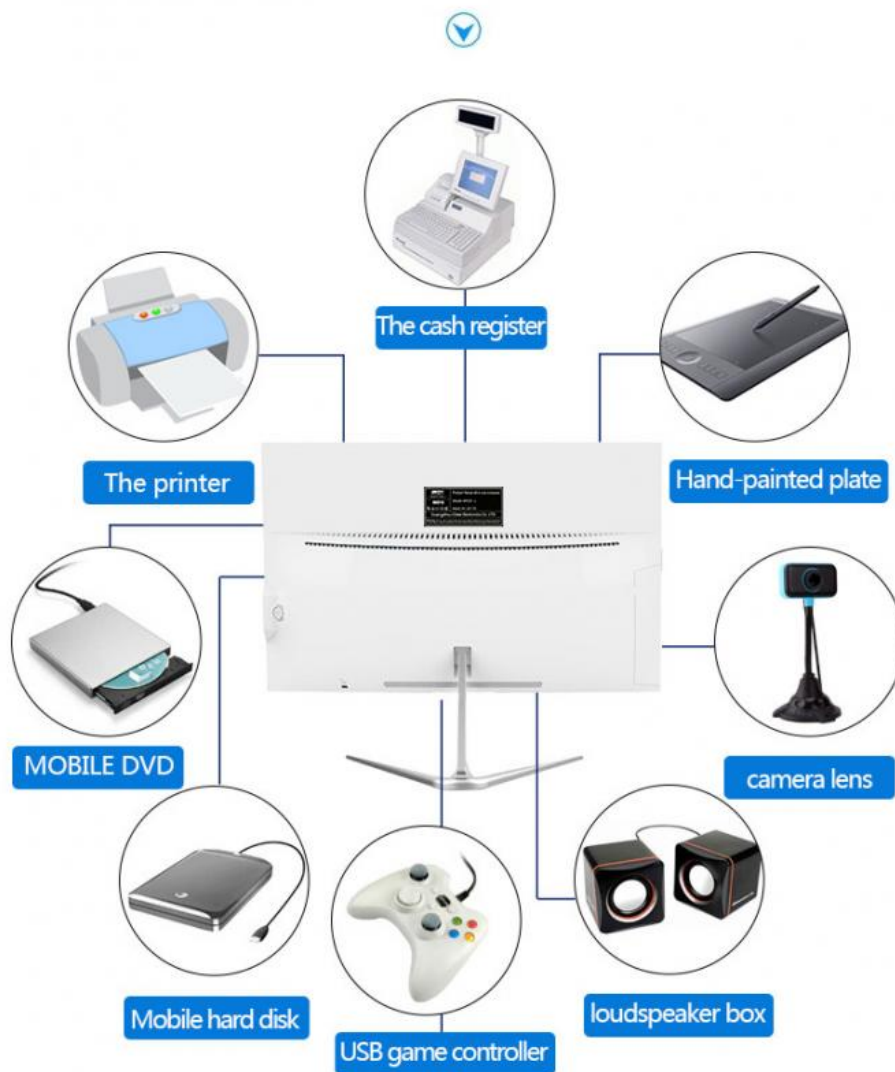 The cash register
The printer
Hand-painted plate
MOBILE DVD
camera lens
Mobile hard disk
loudspeaker box
USB game controller